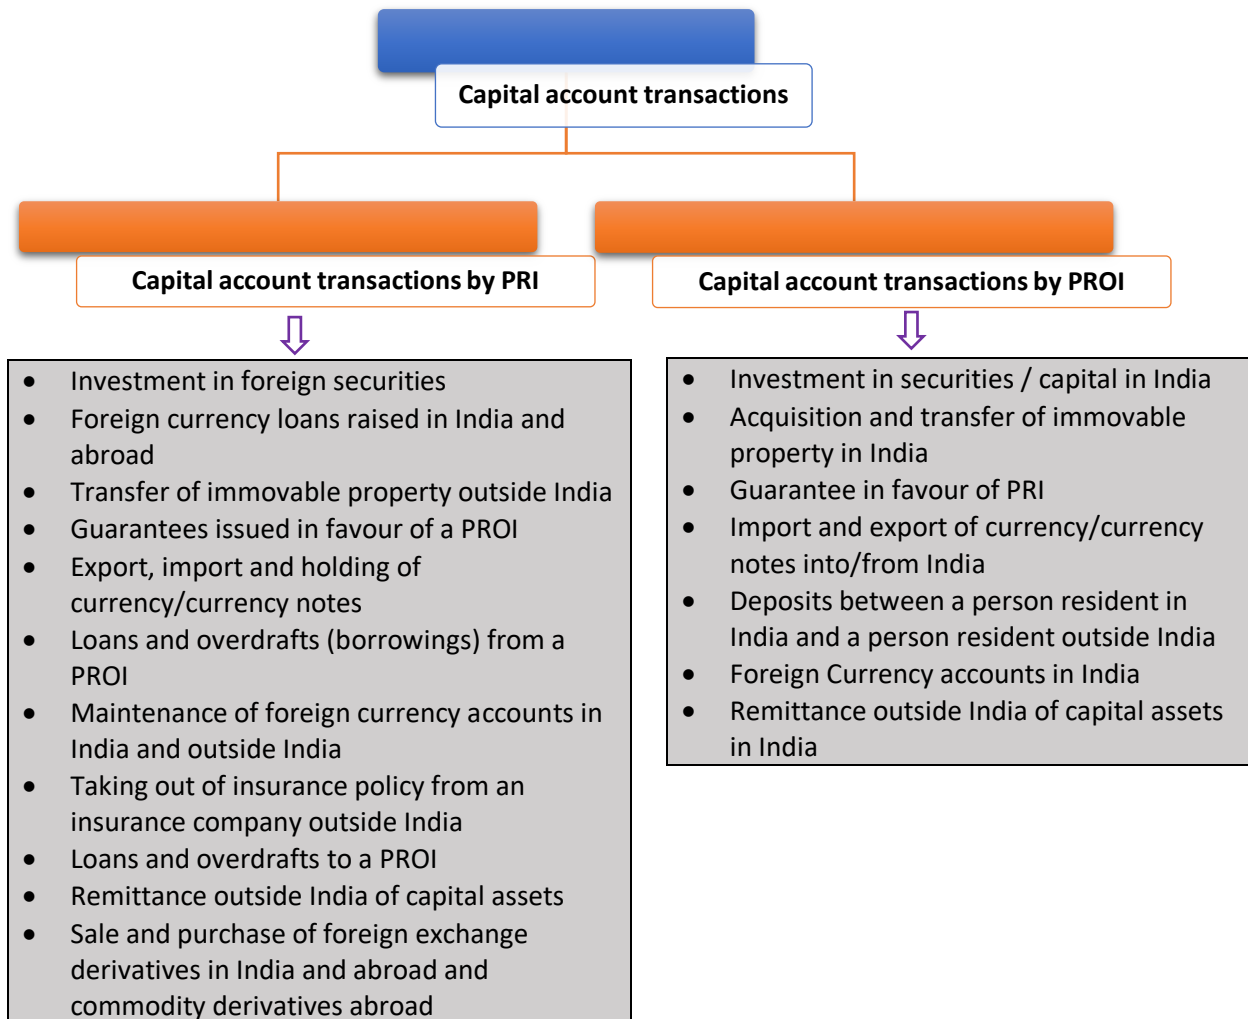 Capital account transactions
Capital account transactions by PRI
• Investment in foreign securities
• Foreign currency loans raised in India and
abroad
• Transfer of immovable property outside India
• Guarantees issued in favour of a PROI
• Export, import and holding of
currency/currency notes
• Loans and overdrafts (borrowings) from a
PROI
• Maintenance of foreign currency accounts in
India and outside India
• Taking out of insurance policy from an
insurance company outside India
• Loans and overdrafts to a PROI
• Remittance outside India of capital assets
• Sale and purchase of foreign exchange
derivatives in India and abroad and
commodity derivatives abroad
Capital account transactions by PROI
• Investment in securities / capital in India
• Acquisition and transfer of immovable
property in India
• Guarantee in favour of PRI
• Import and export of currency/currency
notes into/from India
• Deposits between a person resident in
India and a person resident outside India
• Foreign Currency accounts in India
• Remittance outside India of capital assets
in India